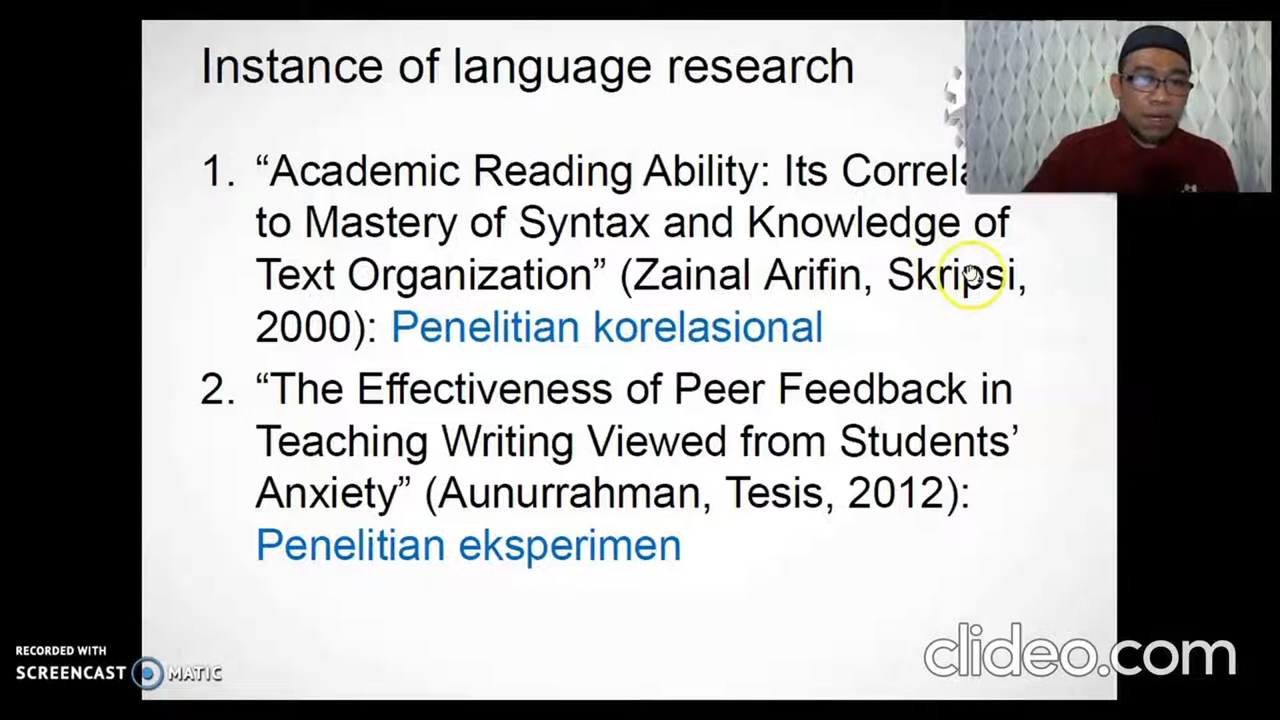 Instance of language research
1. “Academic Reading Ability: Its
to Mastery of Syntax and Knowledge of
Text Organization” (Zainal Arifin, Skripsi,
2000): Penelitian korelasional
2. “The Effectiveness of Peer Feedback in
Teaching Writing Viewed from Students’
Anxiety” (Aunurrahman, Tesis, 2012):
Penelitian eksperimen
RECORDED WITH
SCREENCAST MATIC
clideo.com